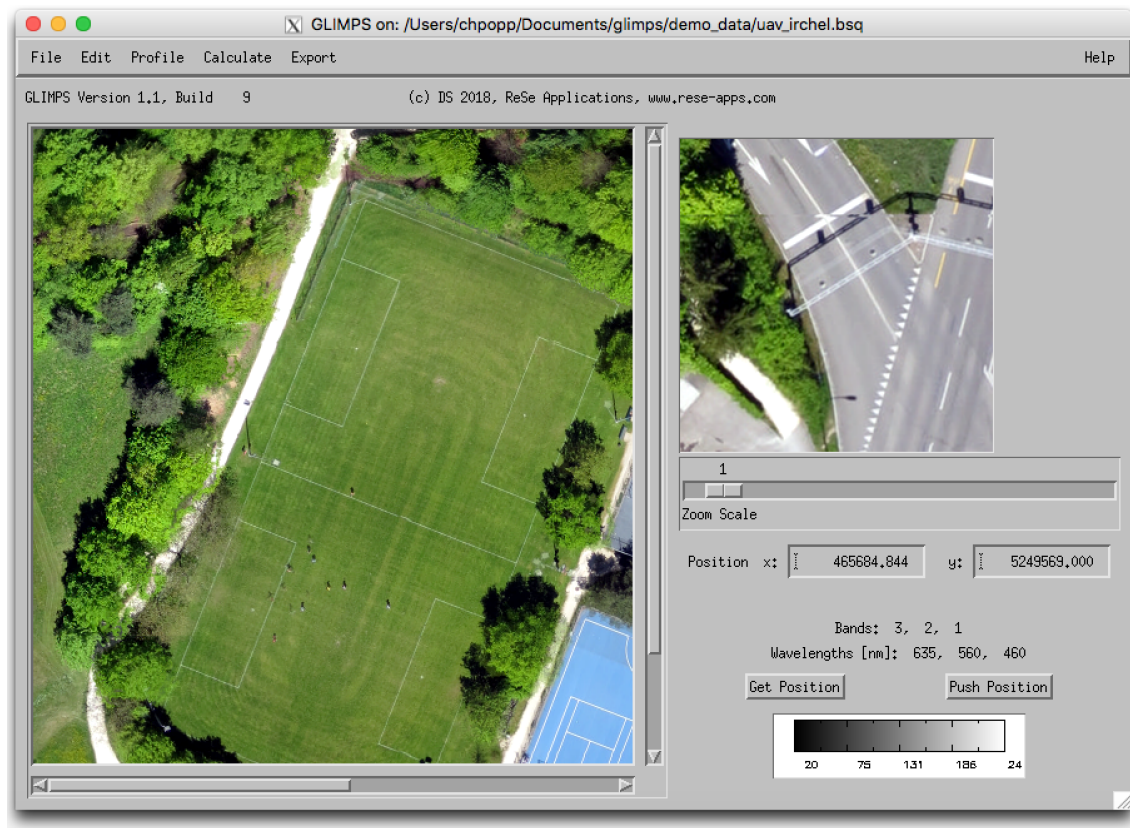 GLIMPS on: /Users/chpopp/Documents/glimps/demo_data/uav_irchel.bsq
File Edit Profile Calculate Export Help
GLIMPS Version 1.1, Build 9 (c) DS 2018, ReSe Applications, www.rese-apps.com
1
Zoom Scale
Position x: 465684.844 y: 5249569.000
Bands: 3, 2, 1
Wavelengths [nm]: 635, 560, 460
Get Position Push Position
20 75 131 186 24